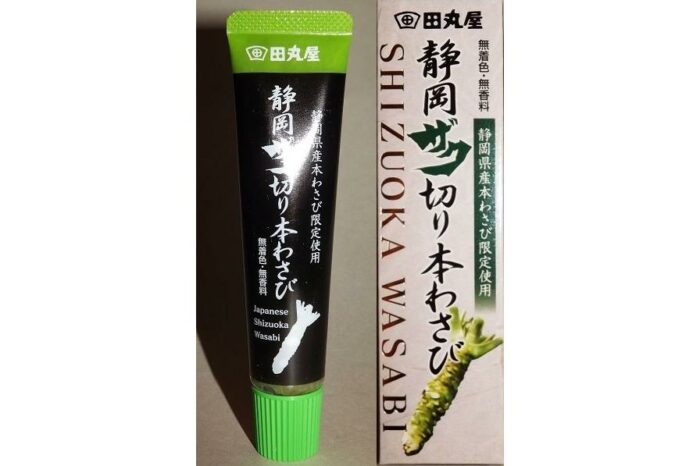 田丸屋
静岡ザク切り本わさび
静岡県産本わさび限定使用
無着色・無香料
Japanese
Shizuoka
Wasabi
田丸屋
無着色・無香料
静岡ザク切り本わさび
静岡県産本わさび限定使用
SHIZUOKA WASABI